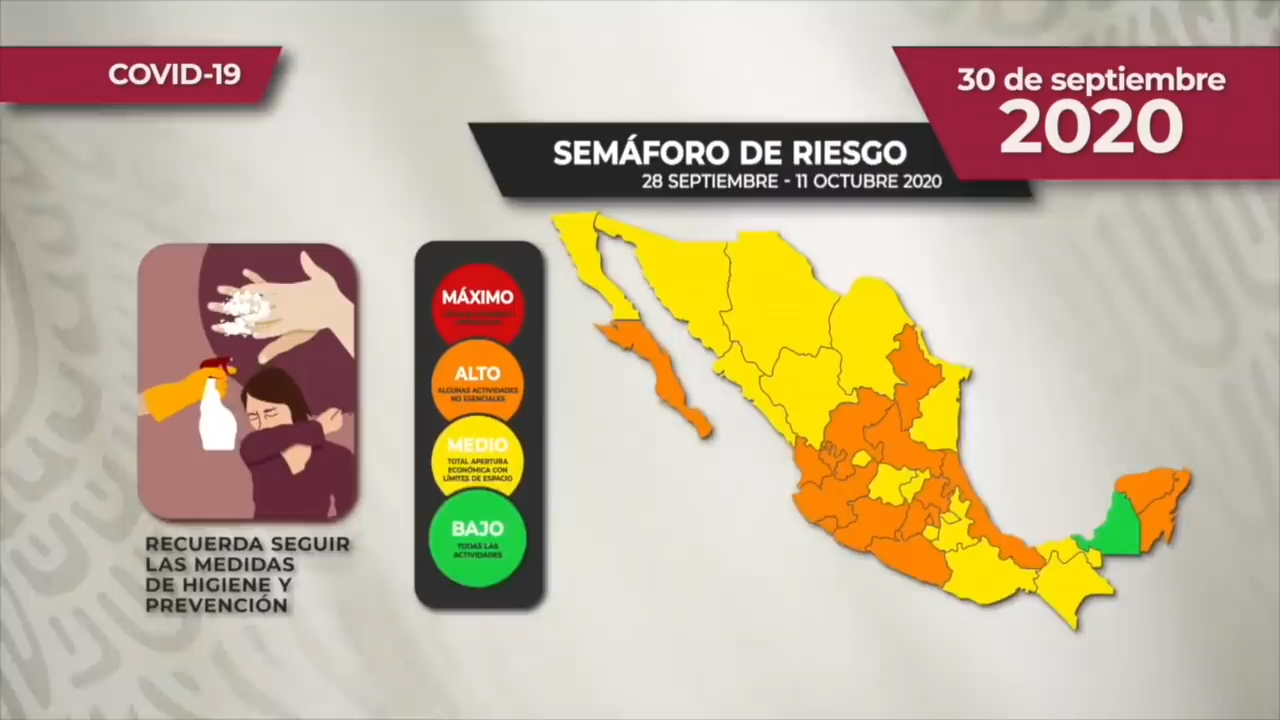 COVID-19
30 de septiembre
2020
SEMÁFORO DE RIESGO
28 SEPTIEMBRE - 11 OCTUBRE 2020
MÁXIMO
ALTO
ALGUNAS ACTIVIDADES
NO ESENCIALES
MEDIO
TOTAL APERTURA
ECONÓMICA CON
LÍMITES DE ESPACIO
BAJO
TODAS LAS
ACTIVIDADES
RECUERDA SEGUIR
LAS MEDIDAS
DE HIGIENE Y
PREVENCIÓN